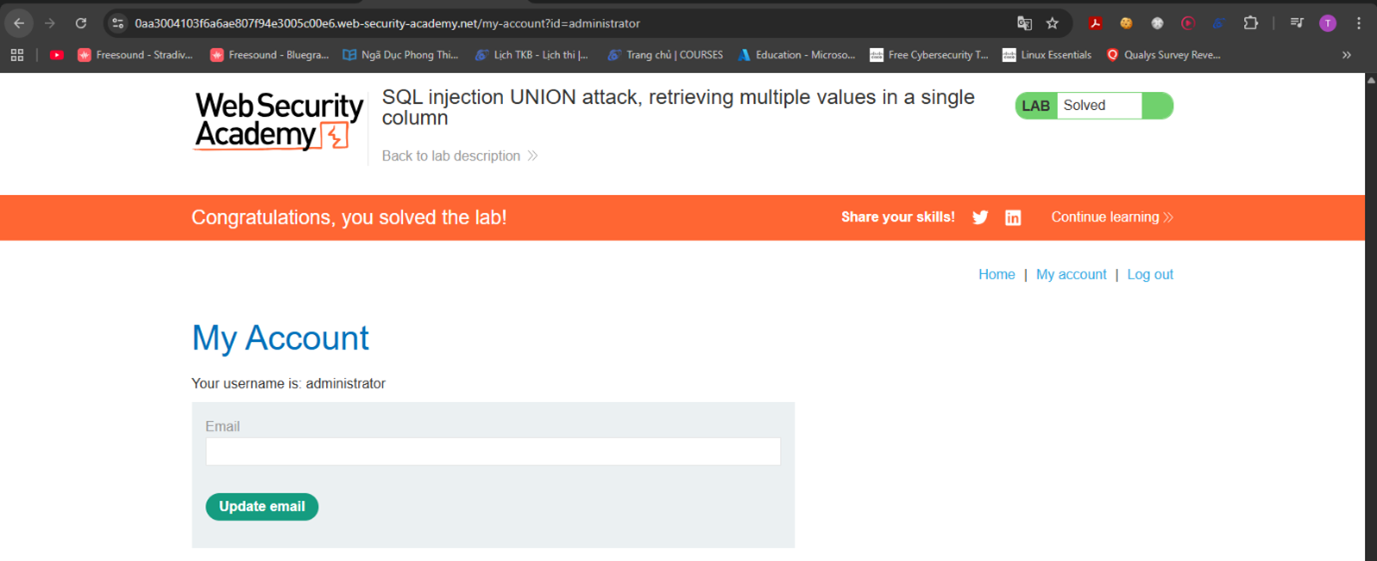 0aa3004103f6a6ae807f94e3005c00e6.web-security-academy.net/my-account?id=administrator
T
Freesound - Stradiv... Freesound - Bluegra... Ngã Dục Phong Thi... Lịch TKB - Lịch thi |... Trang chủ | COURSES Education - Microso... Free Cybersecurity T... Linux Essentials Qualys Survey Reve...
WebSecurity
Academy
SQL injection UNION attack, retrieving multiple values in a single
column
LAB Solved
Back to lab description
Congratulations, you solved the lab!
Share your skills!
in
Continue learning
Home | My account | Log out
My Account
Your username is: administrator
Email
Update email